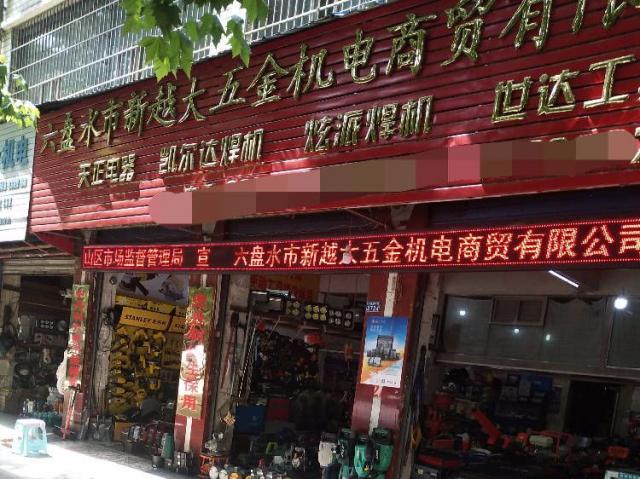 六盘水市新越大五金机电商贸有限
天正电器 凯尔达焊机 炫派焊机 世达工
机电
山区市场监督管理局 宣 六盘水市新越大五金机电商贸有限公司
STANLEY